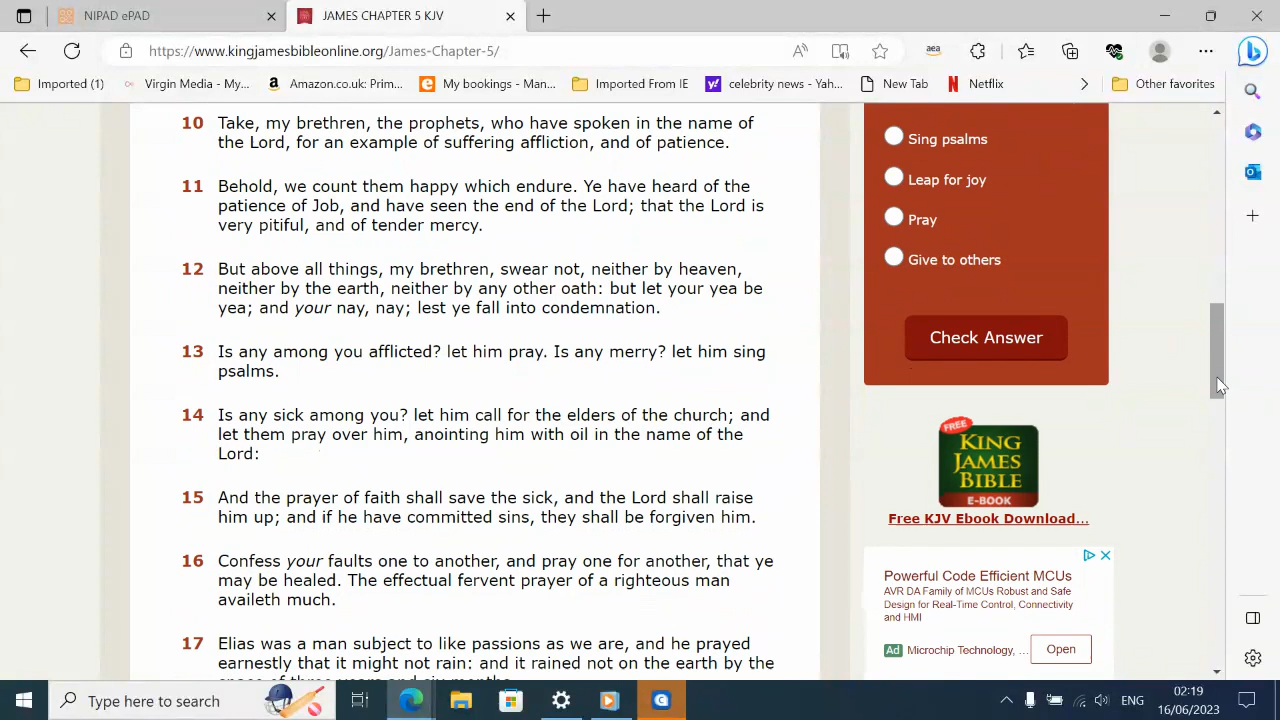 NIPAD ePAD
JAMES CHAPTER 5 KJV
https://www.kingjamesbibleonline.org/James-Chapter-5/
aea
Imported (1)
Virgin Media - My...
Amazon.co.uk: Prim...
My bookings - Man...
Imported From IE
celebrity news - Yah...
New Tab
Netflix
Other favorites
10 Take, my brethren, the prophets, who have spoken in the name of
the Lord, for an example of suffering affliction, and of patience.
11 Behold, we count them happy which endure. Ye have heard of the
patience of Job, and have seen the end of the Lord; that the Lord is
very pitiful, and of tender mercy.
12 But above all things, my brethren, swear not, neither by heaven,
neither by the earth, neither by any other oath: but let your yea be
yea; and your nay, nay; lest ye fall into condemnation.
13 Is any among you afflicted? let him pray. Is any merry? let him sing
psalms.
14 Is any sick among you? let him call for the elders of the church; and
let them pray over him, anointing him with oil in the name of the
Lord:
15 And the prayer of faith shall save the sick, and the Lord shall raise
him up; and if he have committed sins, they shall be forgiven him.
16 Confess your faults one to another, and pray one for another, that ye
may be healed. The effectual fervent prayer of a righteous man
availeth much.
17 Elias was a man subject to like passions as we are, and he prayed
earnestly that it might not rain: and it rained not on the earth by the
space of three years and six months.
Sing psalms
Leap for joy
Pray
Give to others
Check Answer
FREE
KING
JAMES
BIBLE
E-BOOK
Free KJV Ebook Download...
Powerful Code Efficient MCUs
AVR DA Family of MCUs Robust and Safe
Design for Real-Time Control, Connectivity
and HMI
Ad Microchip Technology, ...
Open
Type here to search
ENG
02:19
16/06/2023